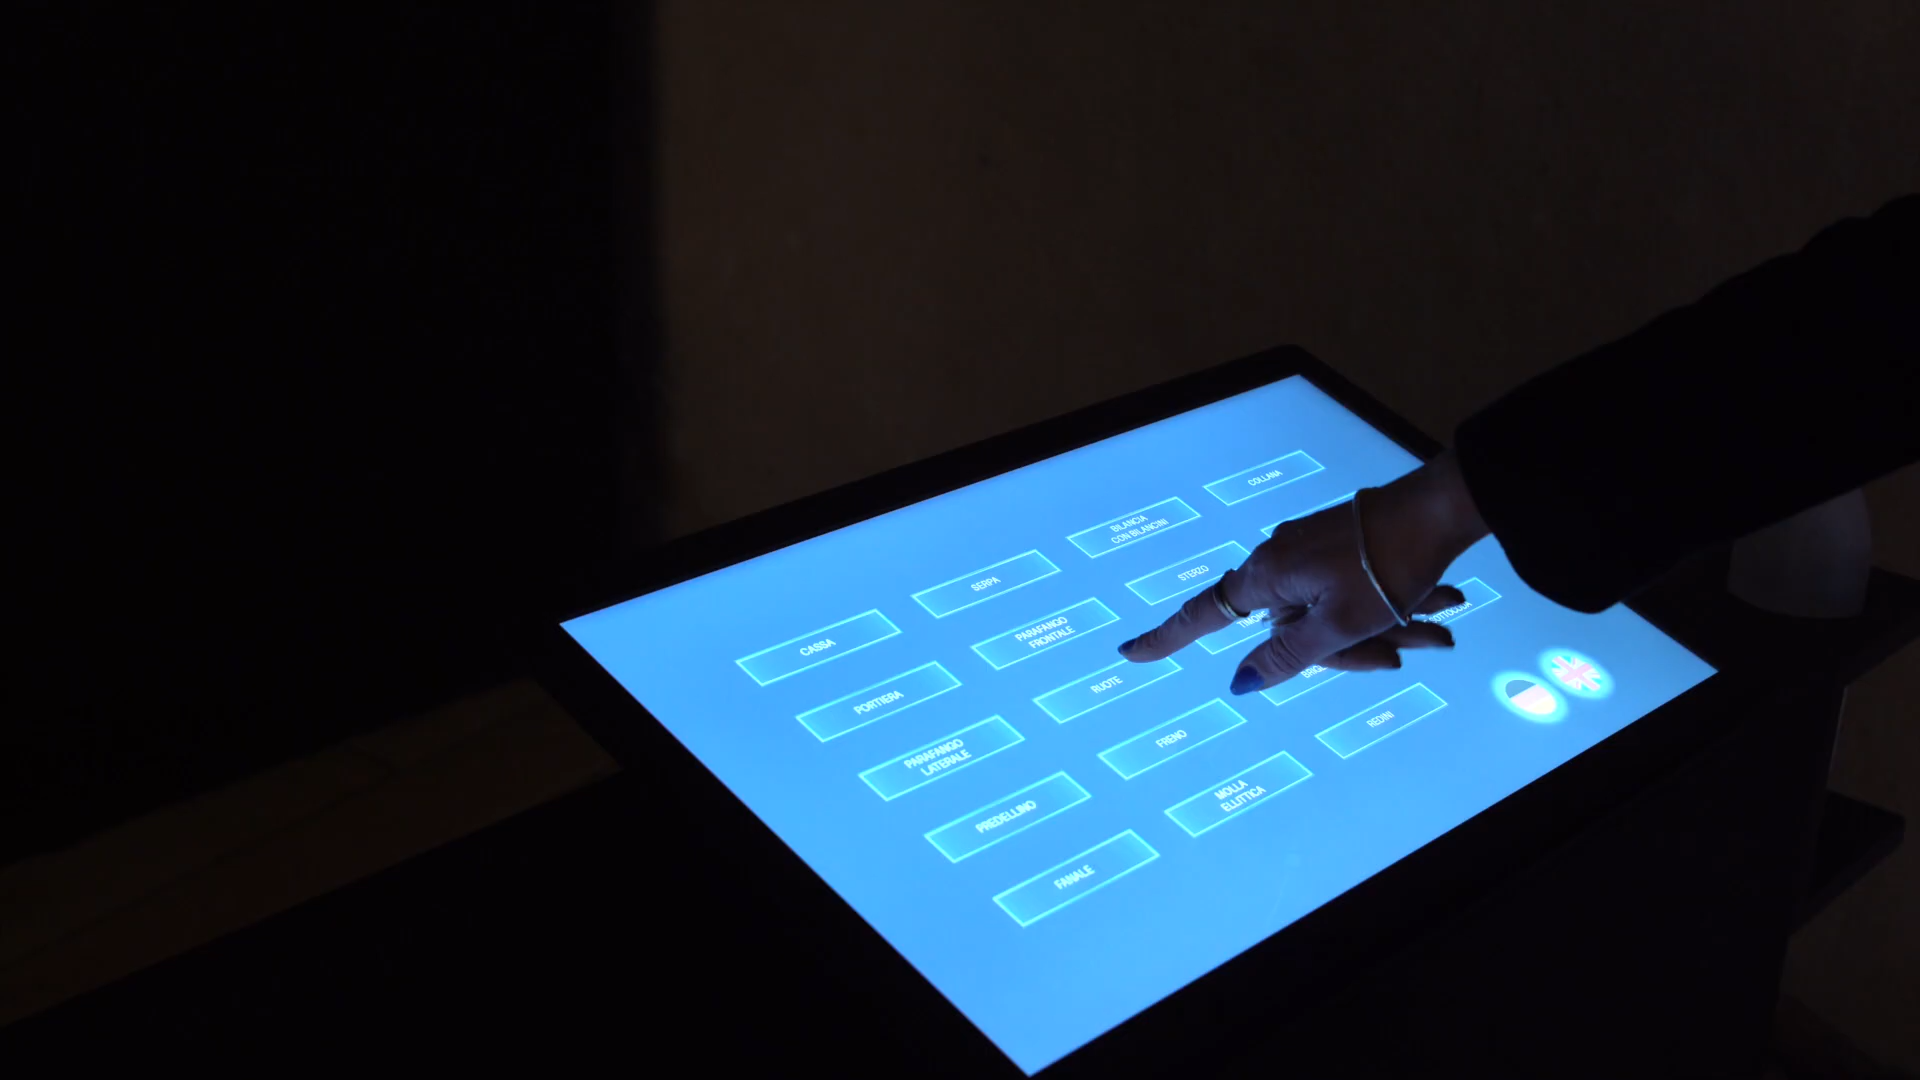 CASSA
PORTIERA
PARAFANGO
LATERALE
PREDELLINO
FANALE
SERPA
PARAFANGO
FRONTALE
RUOTE
FRENO
MOLLA
ELLITTICA
BILANCIA
CON BILANCINI
STERZO
REDINI
COLLANA